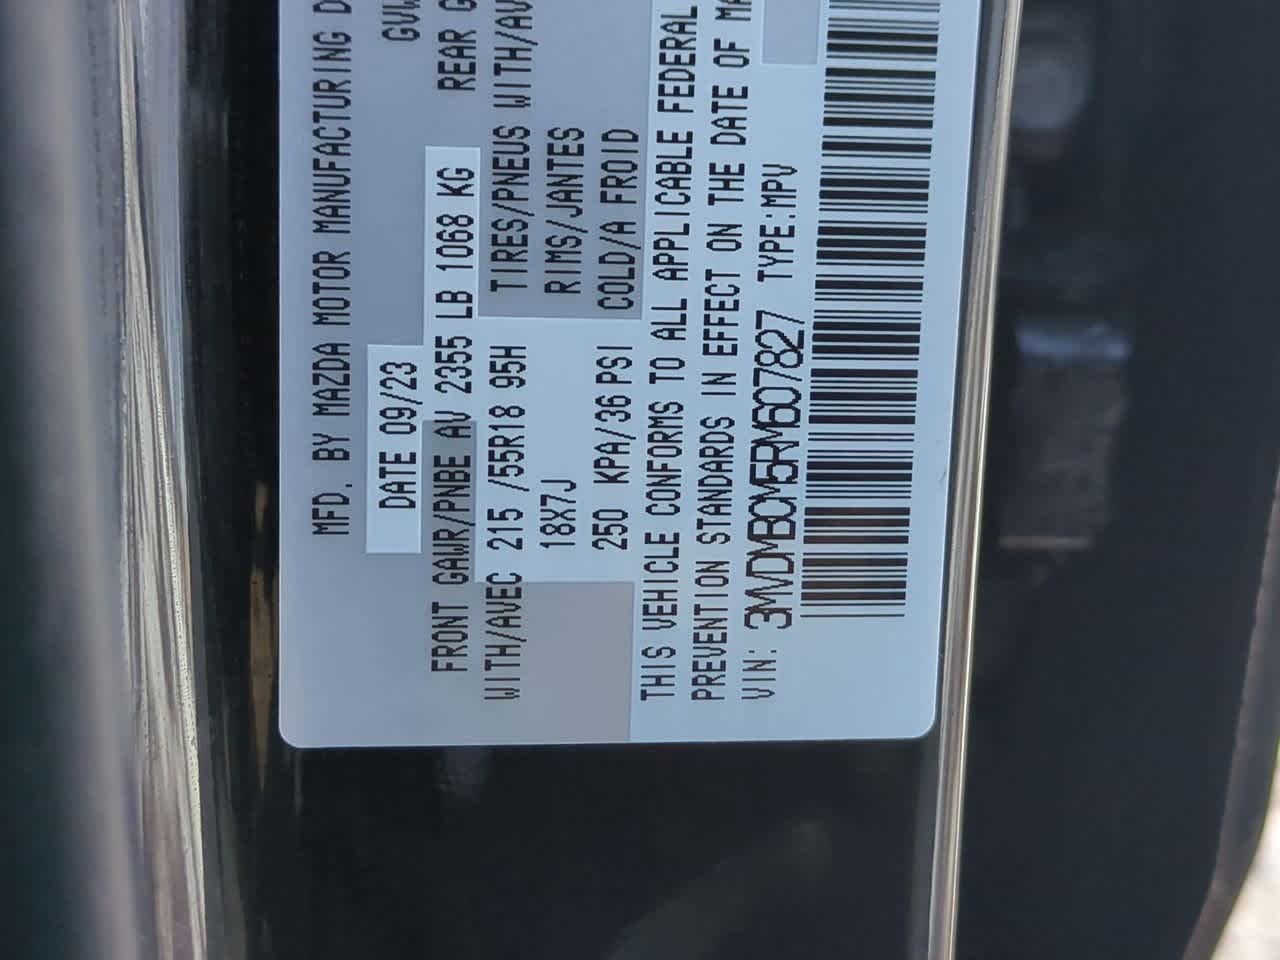 MFD. BY MAZDA MOTOR MANUFACTURING D
DATE 09/23 GVW
FRONT GAWR/PNBE AV 2355 LB 1068 KG REAR G
WITH/AVEC 215 /55R18 95H TIRES/PNEUS WITH/AV
18X7J RIMS/JANTES
250 KPA/36 PSI COLD/A FROID
THIS VEHICLE CONFORMS TO ALL APPLICABLE FEDERAL
PREVENTION STANDARDS IN EFFECT ON THE DATE OF MA
VIN: 3MVDMBCM5RM607827 TYPE:MPV